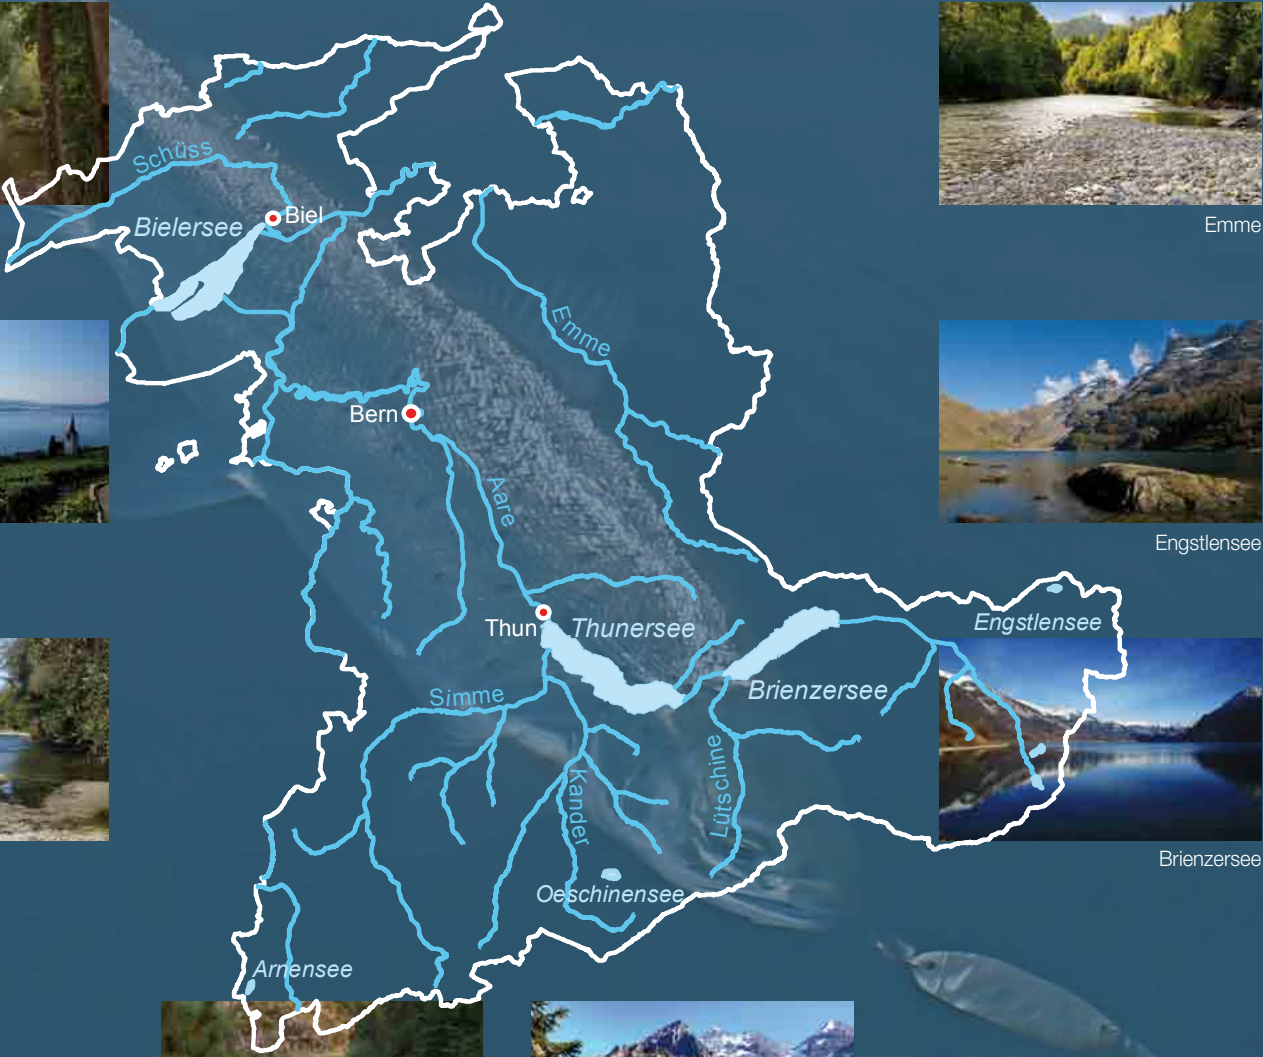 Schüss
Biel
Bielersee
Emme
Emme
Bern
Aare
Engstlensee
Thun
Thunersee
Engstlensee
Simme
Brienzersee
Lütschine
Kander
Brienzersee
Oeschinensee
Arnensee